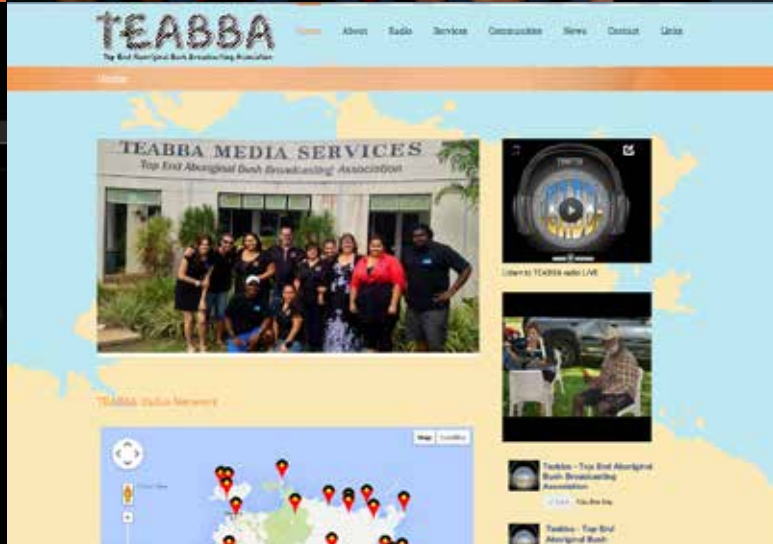 TEABBA
Top End Aboriginal Bush Broadcasting Association
Home About Radio Services Communities News Contact Links
Home
TEABBA MEDIA SERVICES
Top End Aboriginal Bush Broadcasting Association
Listen to TEABBA radio LIVE
TEABBA Radio Network
Map Satellite
Teabba - Top End Aboriginal
Bush Broadcasting
Association
Teabba - Top End
Aboriginal Bush